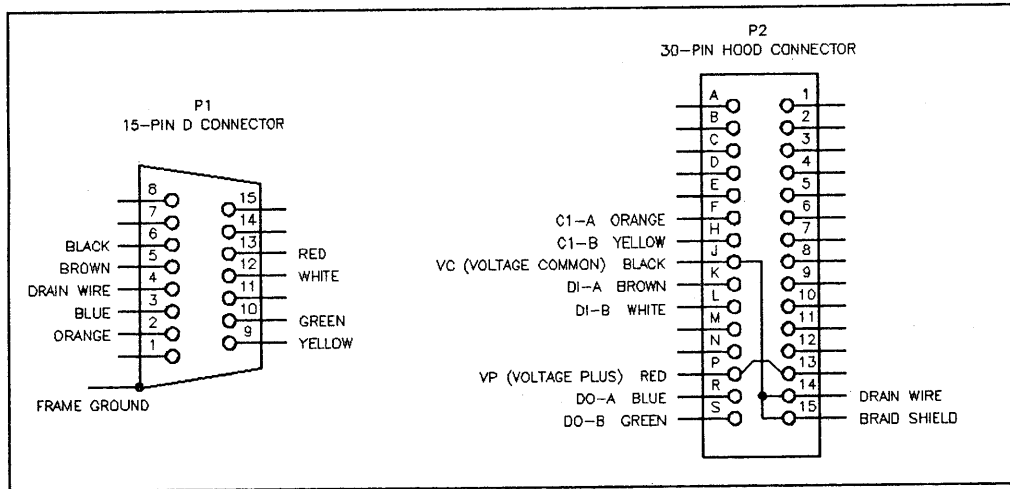 P1
15-PIN D CONNECTOR
8
7
BLACK 6
BROWN 5
DRAIN WIRE 4
BLUE 3
ORANGE 2
1
15
14
13 RED
12 WHITE
11
10 GREEN
9 YELLOW
FRAME GROUND
P2
30-PIN HOOD CONNECTOR
A 1
B 2
C 3
D 4
E 5
C1-A ORANGE F 6
C1-B YELLOW H 7
VC (VOLTAGE COMMON) BLACK J 8
DI-A BROWN K 9
DI-B WHITE L 10
M 11
N 12
VP (VOLTAGE PLUS) RED P 13
DO-A BLUE R 14 DRAIN WIRE
DO-B GREEN S 15 BRAID SHIELD